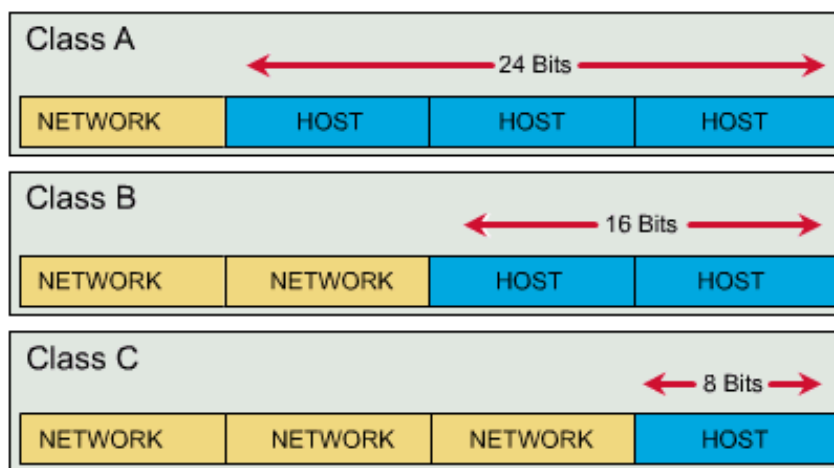 Class A
24 Bits
NETWORK HOST HOST HOST
Class B
16 Bits
NETWORK NETWORK HOST HOST
Class C
8 Bits
NETWORK NETWORK NETWORK HOST